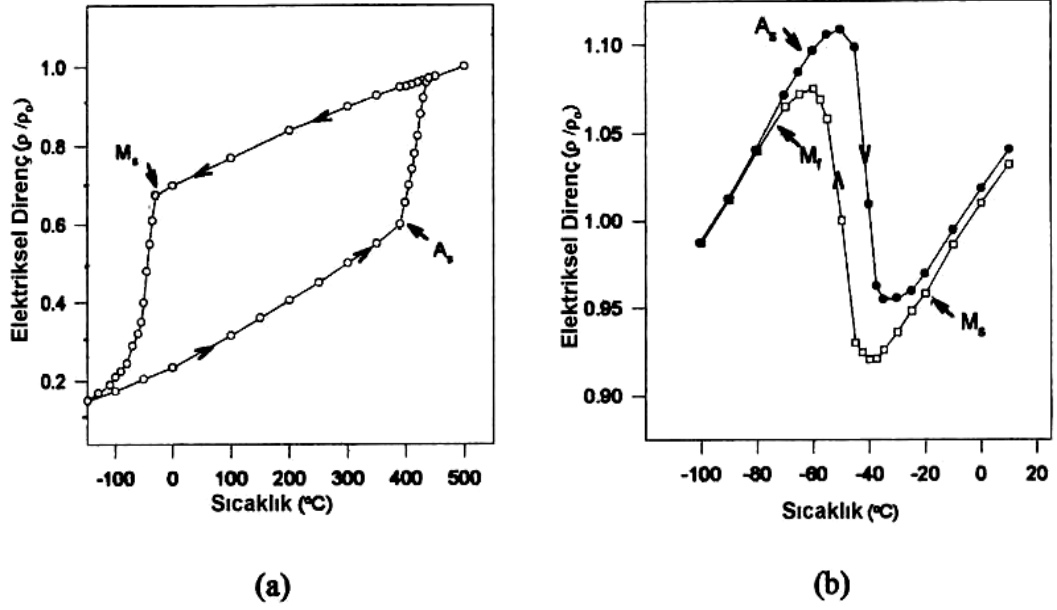 Elektriksel Direnç (ρ /ρ₀)
1.0
0.8
0.6
0.4
0.2
Mₛ
Aₛ
-100 0 100 200 300 400 500
Sıcaklık (ºC)
(a)
Elektriksel Direnç (ρ /ρ₀)
1.10
1.05
1.00
0.95
0.90
Aₛ
M_f
Mₛ
-100 -80 -60 -40 -20 0 20
Sıcaklık (ºC)
(b)